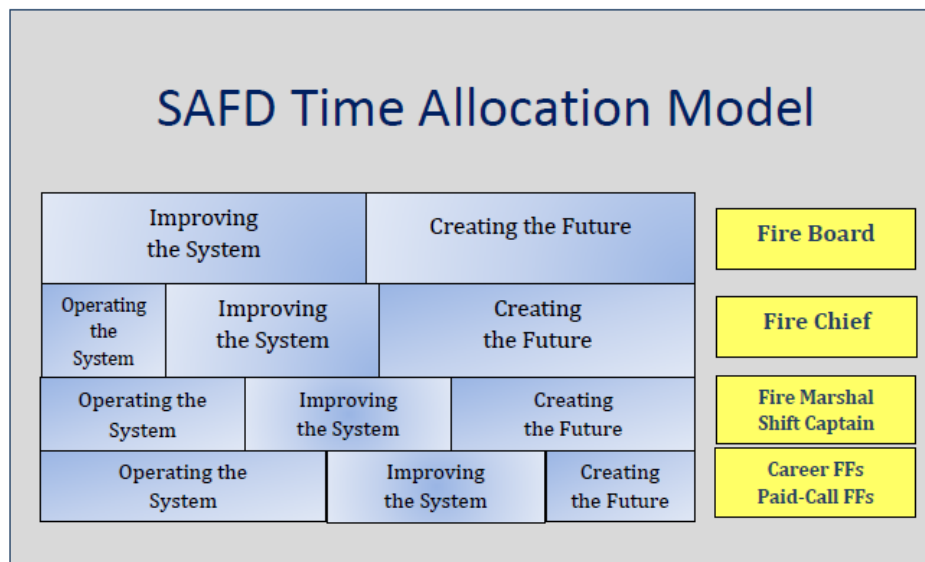 SAFD Time Allocation Model
Improving
the System
Creating the Future
Fire Board
Operating
the
System
Improving
the System
Creating
the Future
Fire Chief
Operating the
System
Improving
the System
Creating
the Future
Fire Marshal
Shift Captain
Operating the
System
Improving
the System
Creating
the Future
Career FFs
Paid-Call FFs